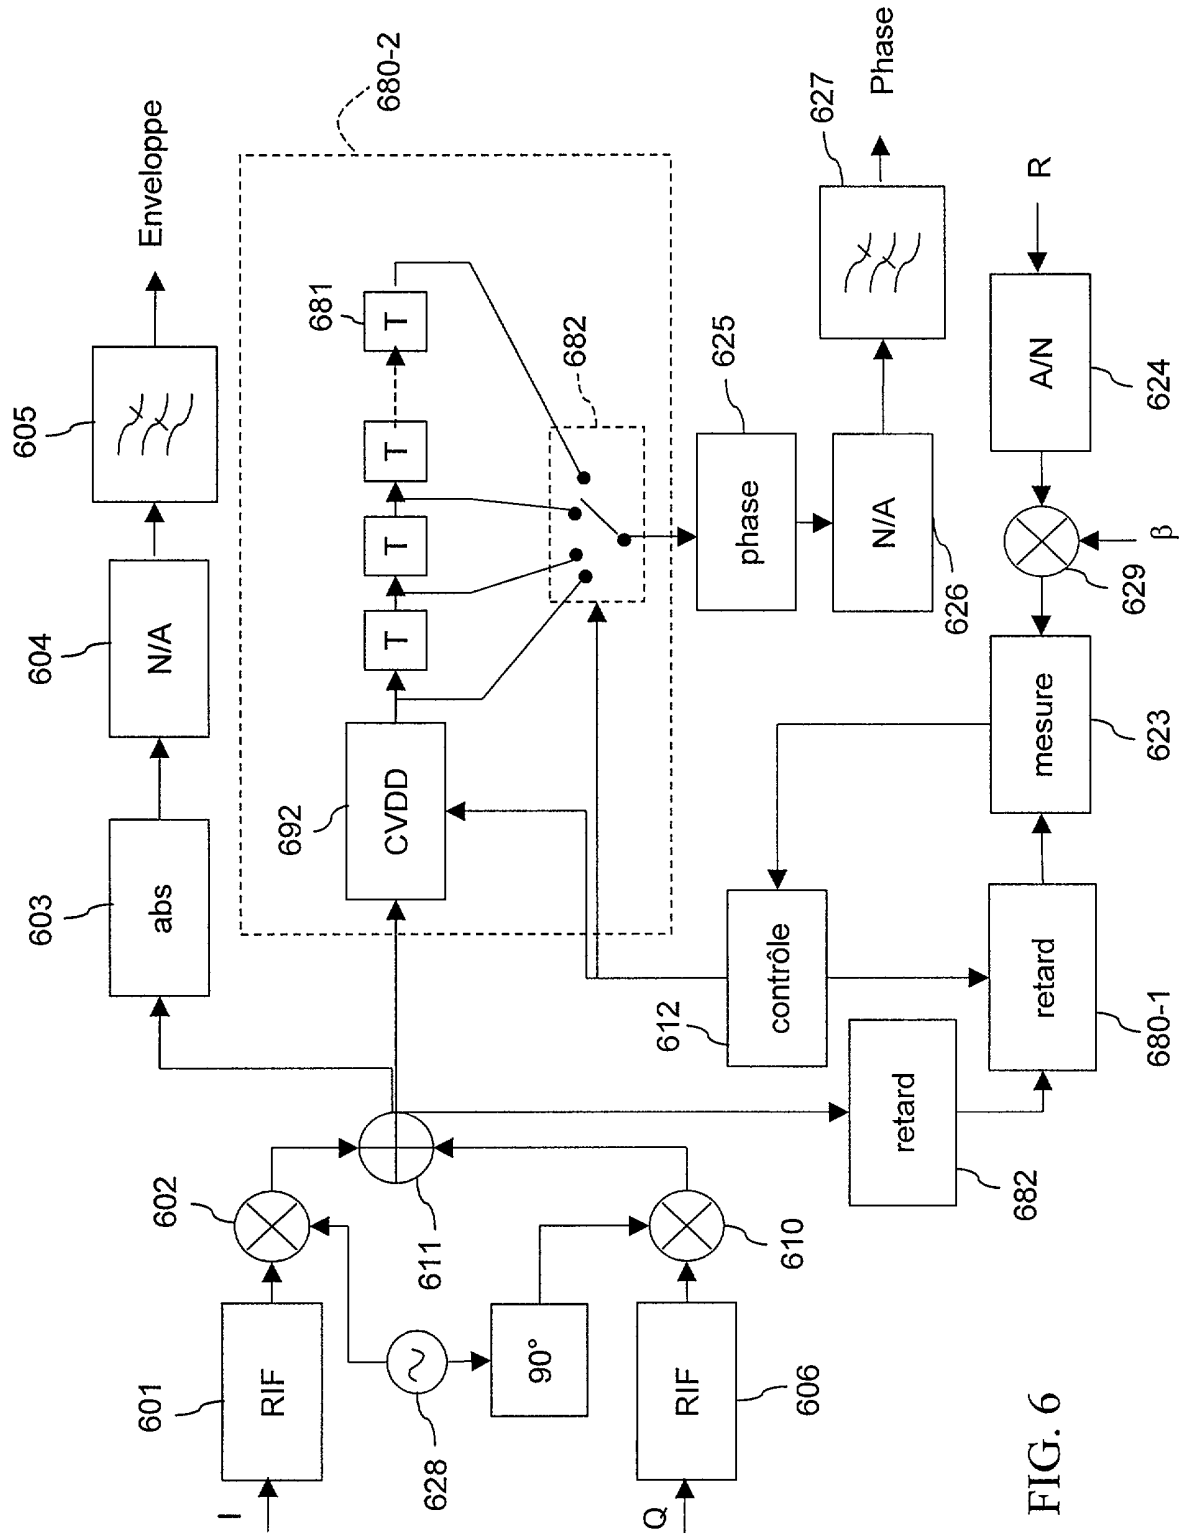 I
601
RIF
602
603
abs
604
N/A
605
Enveloppe
628
90°
611
692
CVDD
T
T
T
T
681
682
680-2
Q
606
RIF
610
612
contrôle
625
phase
626
N/A
627
Phase
682
retard
680-1
retard
623
mesure
629
β
624
A/N
R
FIG. 6